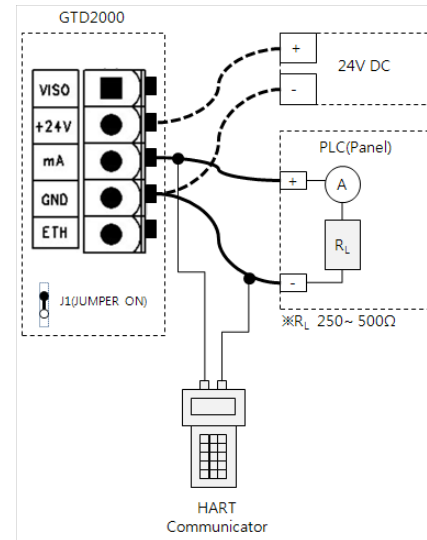 GTD2000
VISO
+24V
mA
GND
ETH
J1(JUMPER ON)
+
-
24V DC
PLC(Panel)
+
A
RL
-
※RL 250~ 500Ω
HART
Communicator